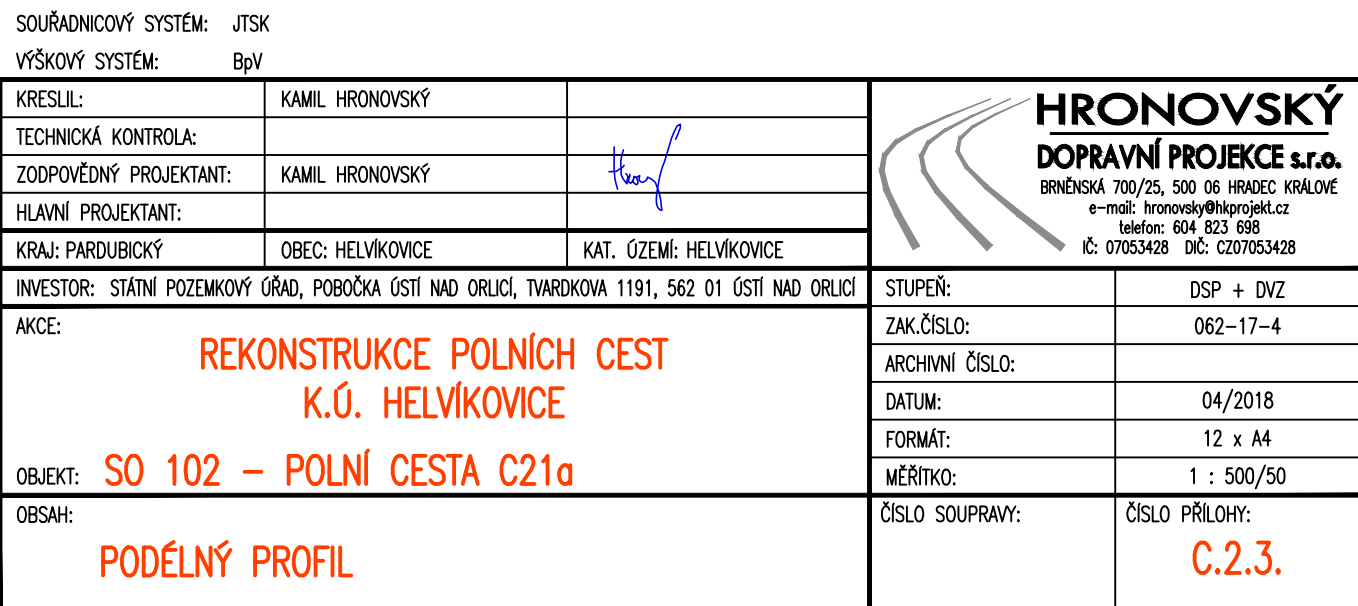 SOUŘADNICOVÝ SYSTÉM: JTSK
VÝŠKOVÝ SYSTÉM: BpV
KRESLIL: KAMIL HRONOVSKÝ
TECHNICKÁ KONTROLA:
ZODPOVĚDNÝ PROJEKTANT: KAMIL HRONOVSKÝ
HLAVNÍ PROJEKTANT:
KRAJ: PARDUBICKÝ OBEC: HELVÍKOVICE KAT. ÚZEMÍ: HELVÍKOVICE
HRONOVSKÝ
DOPRAVNÍ PROJEKCE s.r.o.
BRNĚNSKÁ 700/25, 500 06 HRADEC KRÁLOVÉ
e-mail: hronovsky@hkprojekt.cz
telefon: 604 823 698
IČ: 07053428 DIČ: CZ07053428
INVESTOR: STÁTNÍ POZEMKOVÝ ÚŘAD, POBOČKA ÚSTÍ NAD ORLICÍ, TVARDKOVA 1191, 562 01 ÚSTÍ NAD ORLICÍ
AKCE:
REKONSTRUKCE POLNÍCH CEST
K.Ú. HELVÍKOVICE
OBJEKT: SO 102 – POLNÍ CESTA C21a
STUPEŇ: DSP + DVZ
ZAK.ČÍSLO: 062-17-4
ARCHIVNÍ ČÍSLO:
DATUM: 04/2018
FORMÁT: 12 x A4
MĚŘÍTKO: 1 : 500/50
OBSAH:
PODÉLNÝ PROFIL
ČÍSLO SOUPRAVY:
ČÍSLO PŘÍLOHY:
C.2.3.